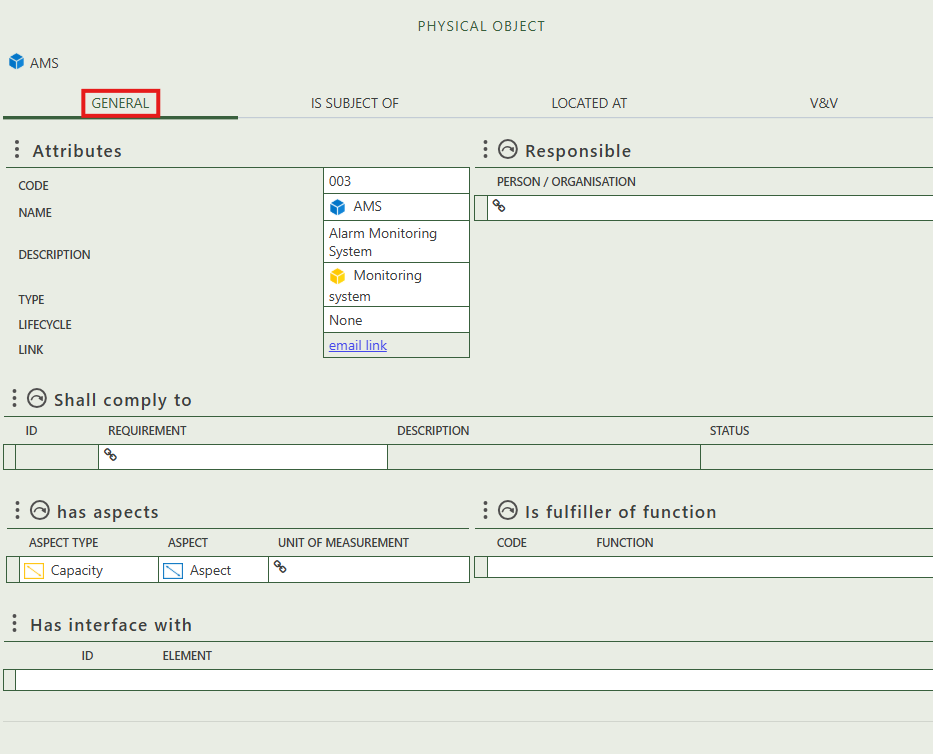 PHYSICAL OBJECT
AMS
GENERAL IS SUBJECT OF LOCATED AT V&V
Attributes
CODE 003
NAME AMS
DESCRIPTION Alarm Monitoring
System
TYPE Monitoring
system
LIFECYCLE None
LINK email link
Responsible
PERSON / ORGANISATION
Shall comply to
ID REQUIREMENT DESCRIPTION STATUS
has aspects
ASPECT TYPE ASPECT UNIT OF MEASUREMENT
Capacity Aspect
Is fulfiller of function
CODE FUNCTION
Has interface with
ID ELEMENT